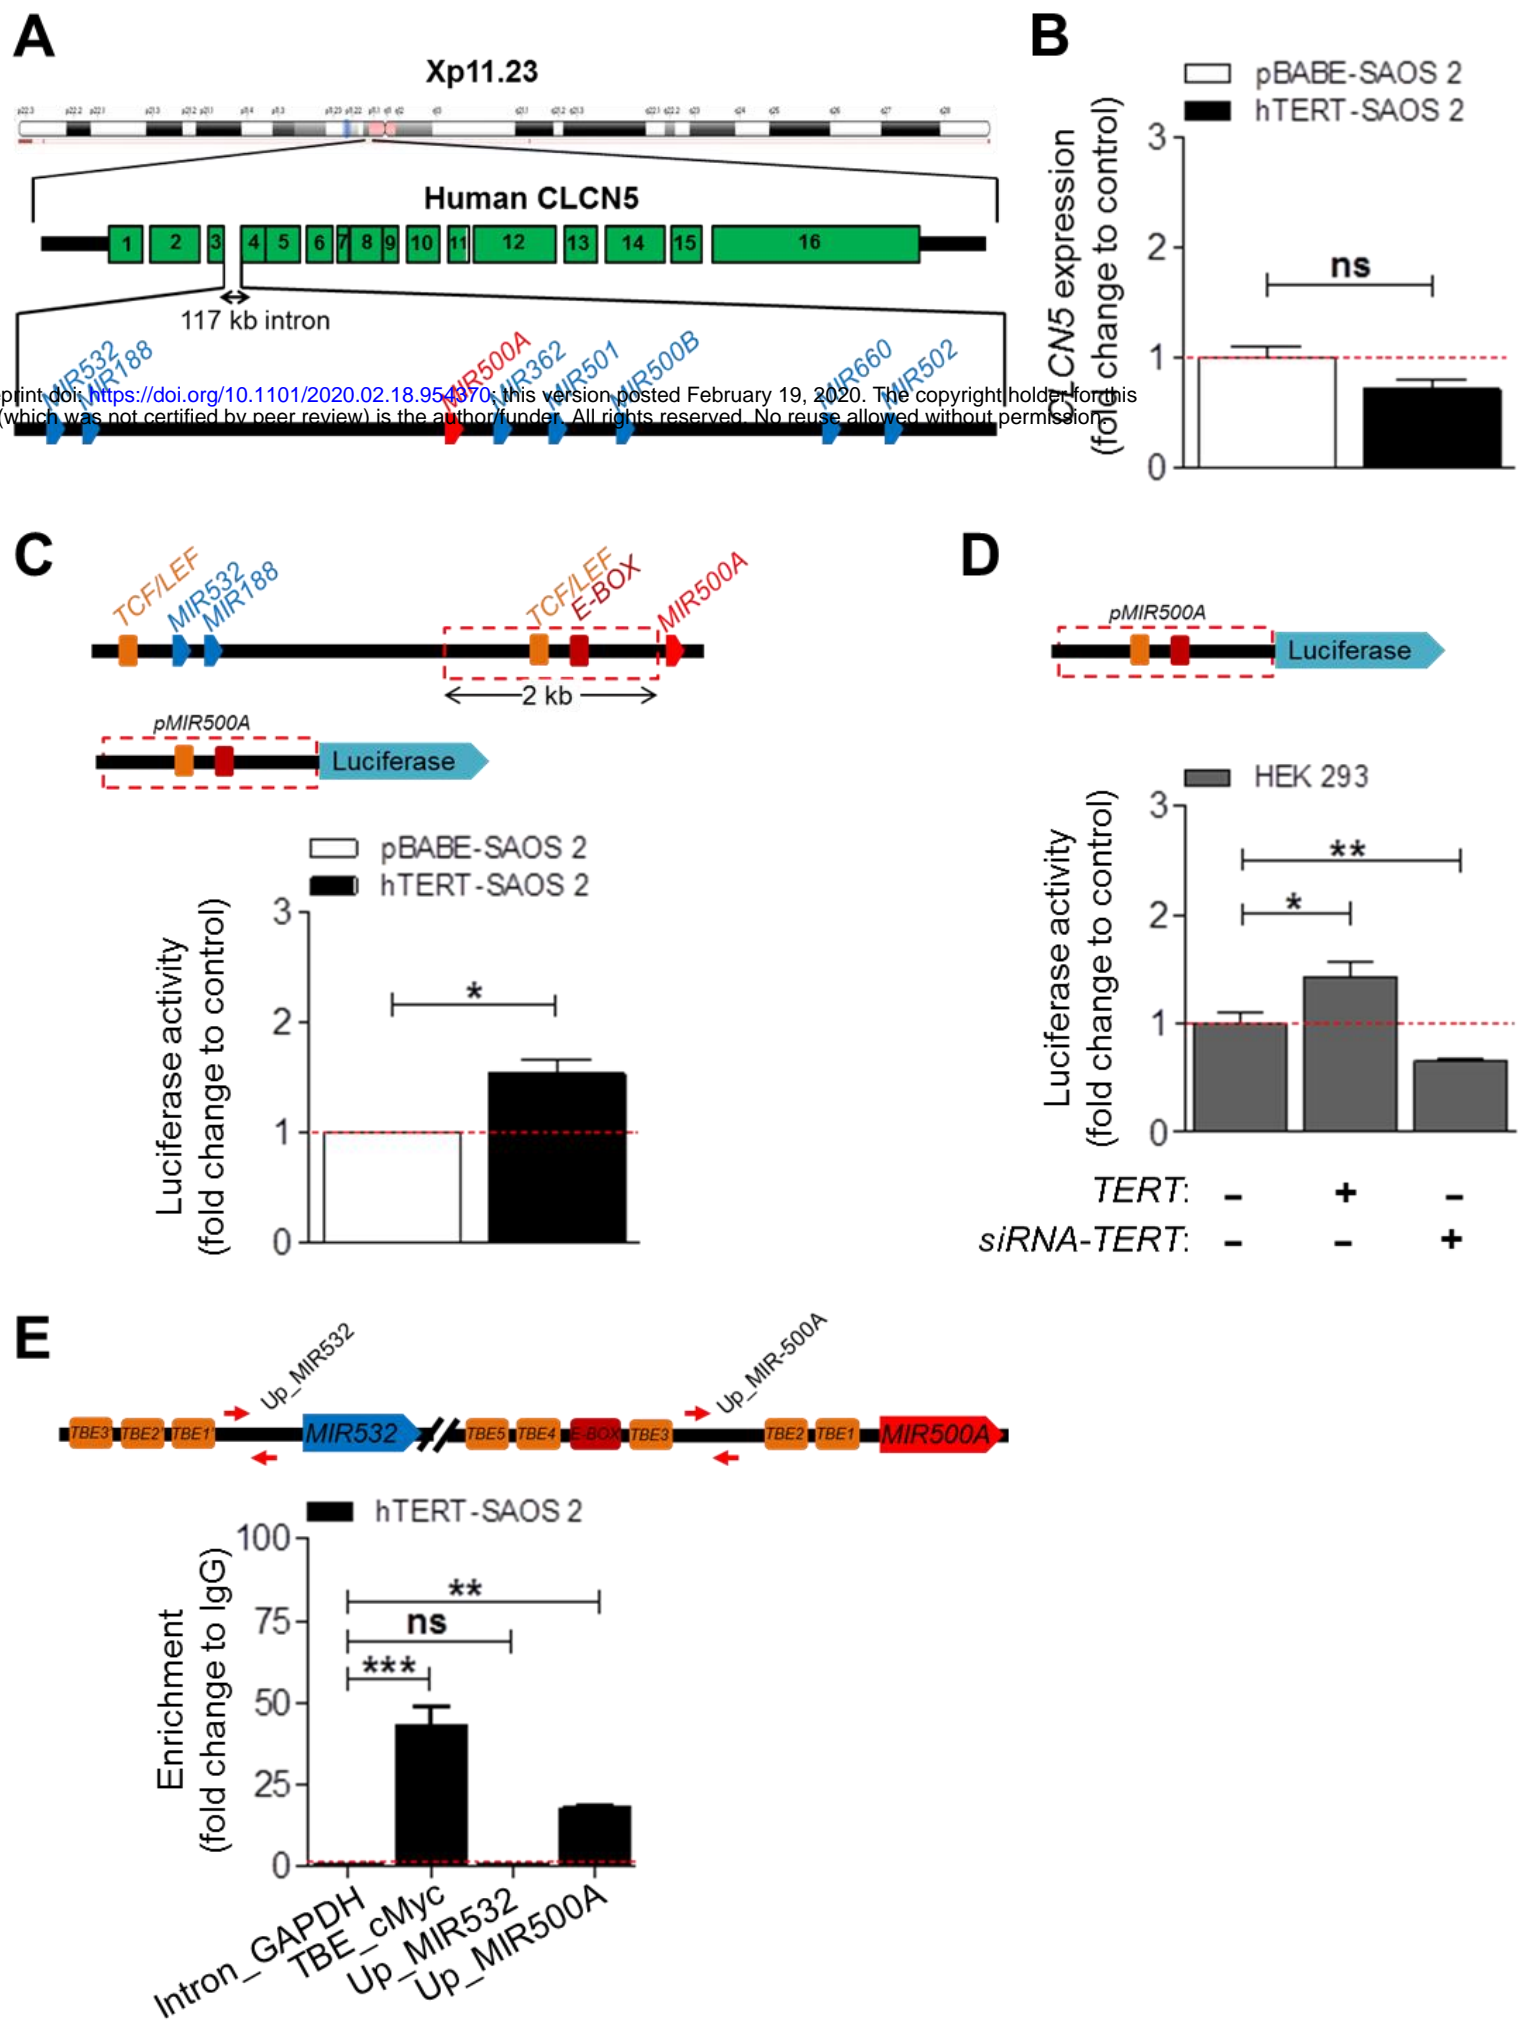 A
Xp11.23
Human CLCN5
1 2 3 4 5 6 7 8 9 10 11 12 13 14 15 16
117 kb intron
MIR532 MIR188 MIR500A MIR362 MIR501 MIR500B MIR660 MIR502
print doi: https://doi.org/10.1101/2020.02.18.954370; this version posted February 19, 2020. The copyright holder for this
(which was not certified by peer review) is the author/funder. All rights reserved. No reuse allowed without permission.
B
pBABE-SAOS 2
hTERT-SAOS 2
CLCN5 expression
(fold change to control)
3
2
1
0
ns
C
TCF/LEF MIR532 MIR188 TCF/LEF E-BOX MIR500A
2 kb
pMIR500A
Luciferase
pBABE-SAOS 2
hTERT-SAOS 2
Luciferase activity
(fold change to control)
3
2
1
0
*
D
pMIR500A
Luciferase
HEK 293
Luciferase activity
(fold change to control)
3
2
1
0
**
*
TERT: - + -
siRNA-TERT: - - +
E
Up_MIR532 Up_MIR-500A
TBE3' TBE2' TBE1' MIR532 TBE5 TBE4 E-BOX TBE3 TBE2 TBE1 MIR500A
hTERT-SAOS 2
Enrichment
(fold change to IgG)
100
75
50
25
0
**
ns
***
Intron_GAPDH
TBE_cMyc
Up_MIR532
Up_MIR500A